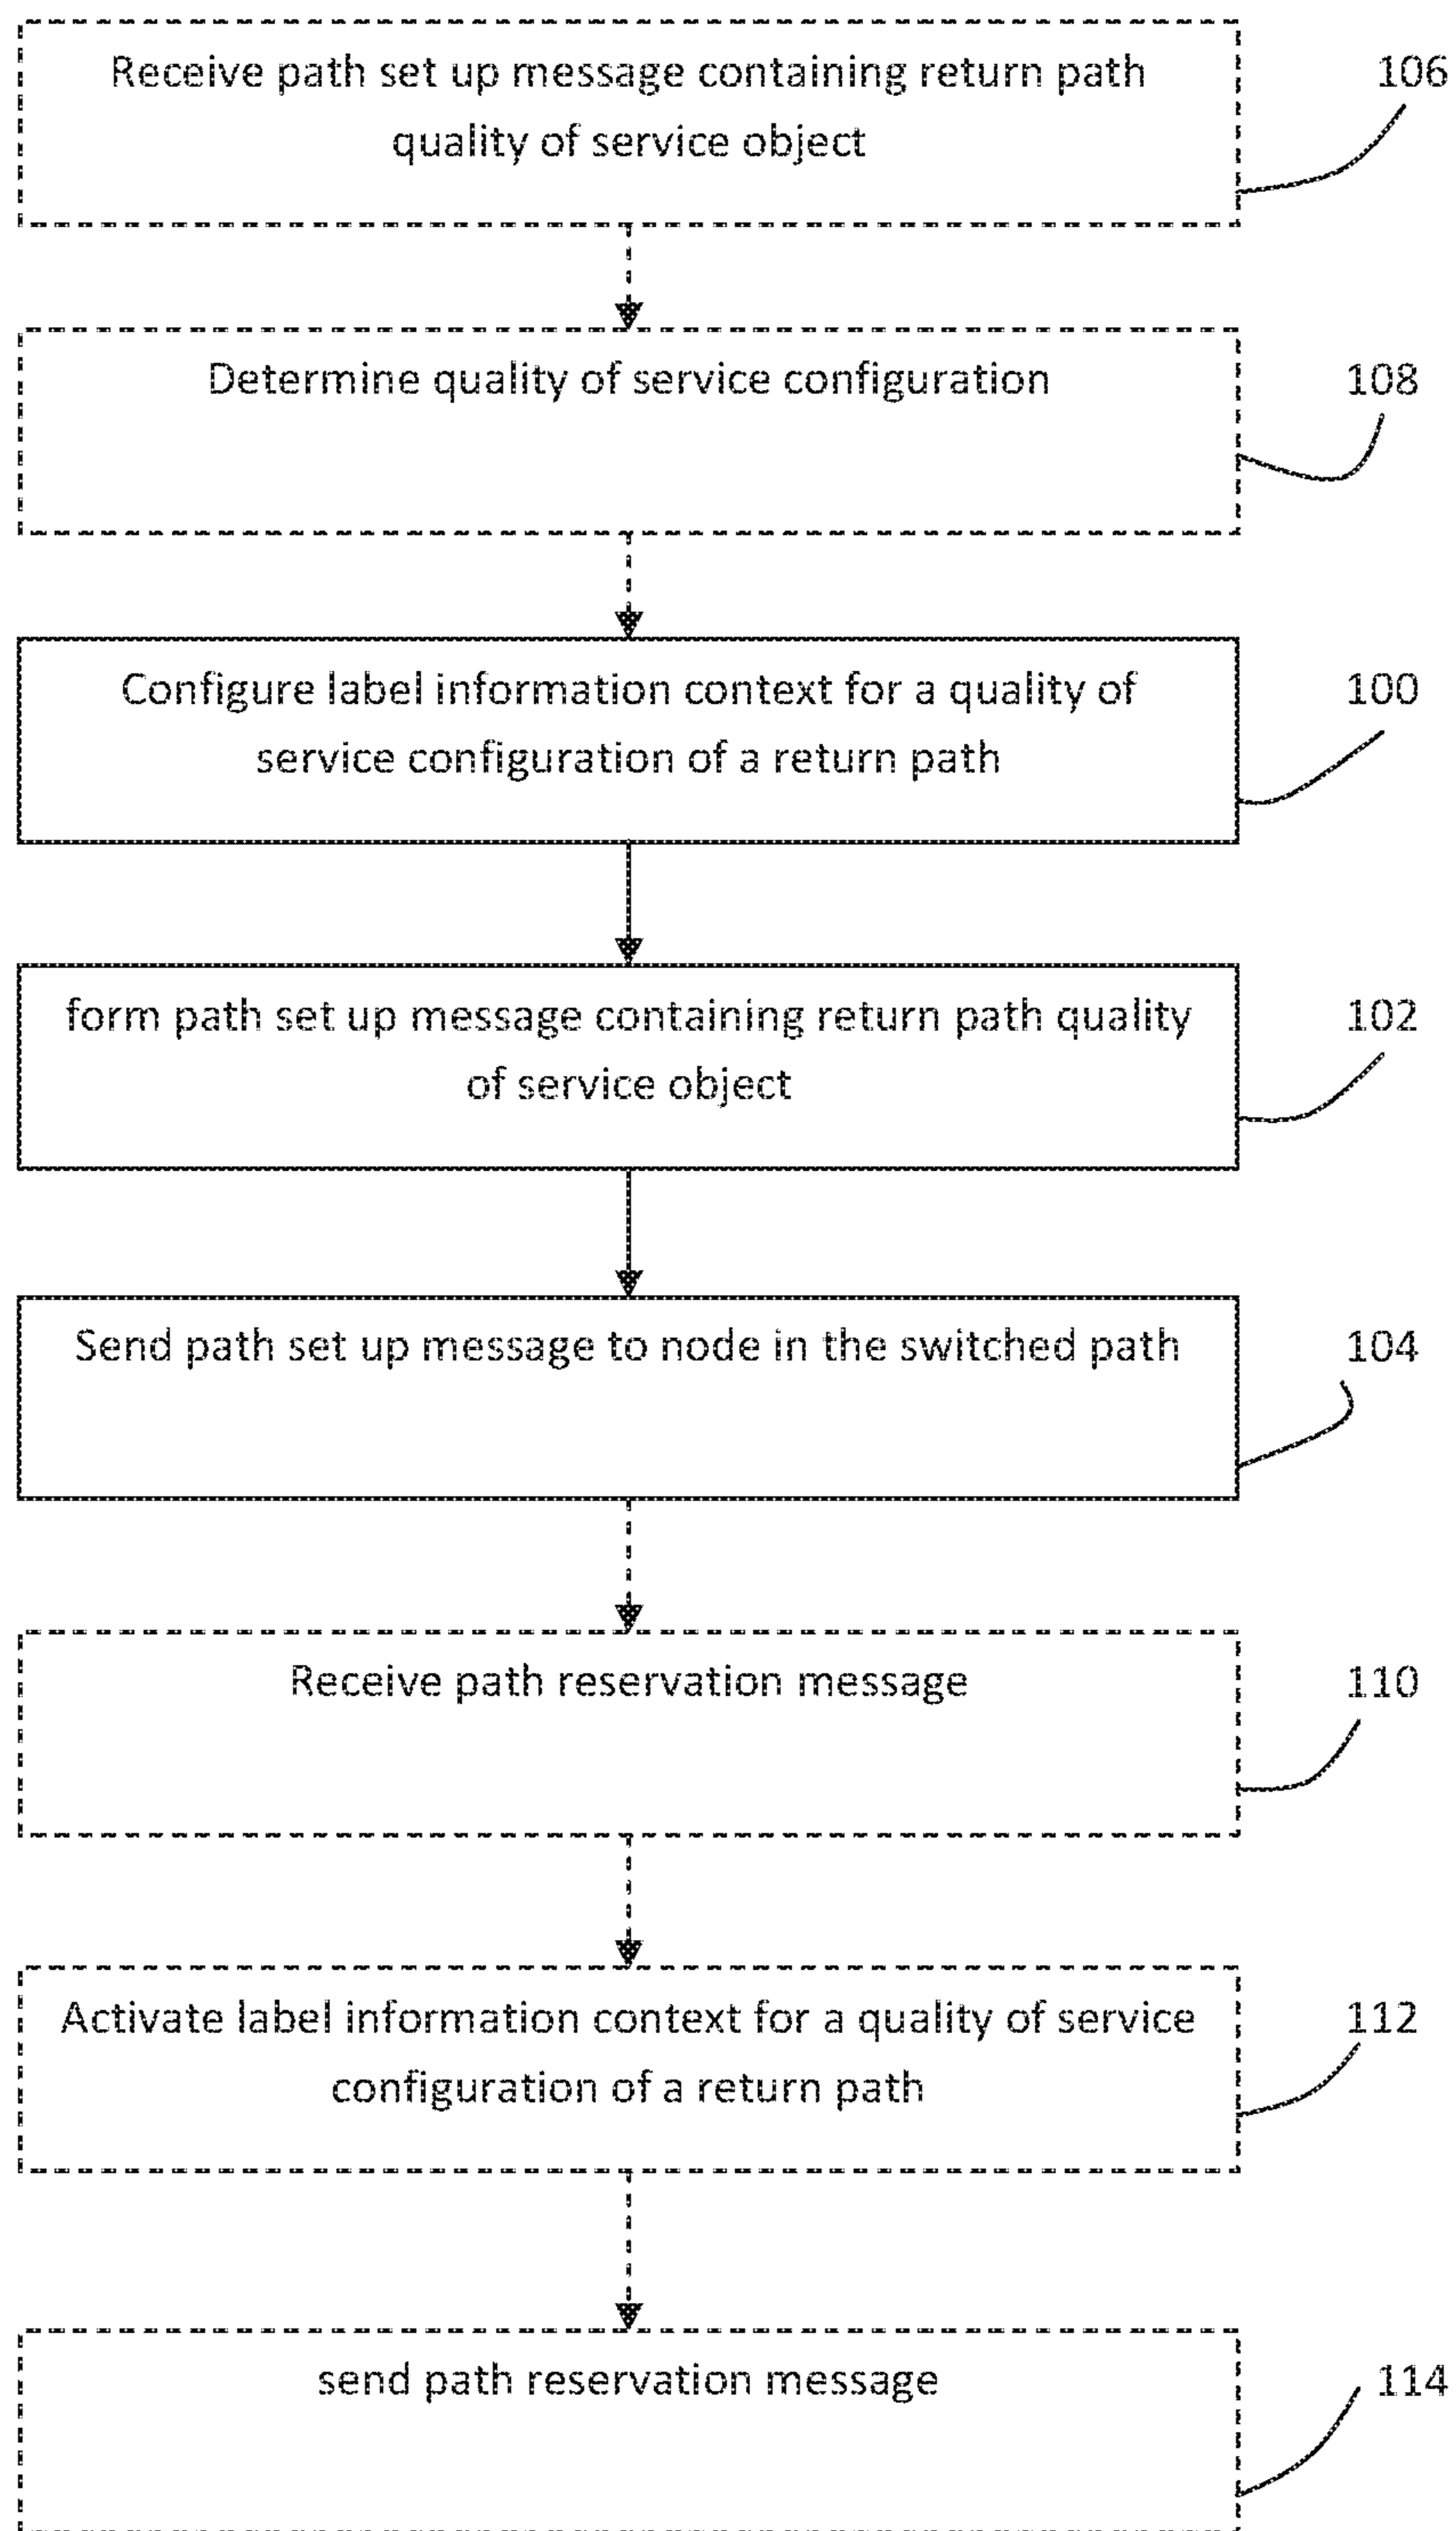 Receive path set up message containing return path
quality of service object
106
Determine quality of service configuration
108
Configure label information context for a quality of
service configuration of a return path
100
form path set up message containing return path quality
of service object
102
Send path set up message to node in the switched path
104
Receive path reservation message
110
Activate label information context for a quality of service
configuration of a return path
112
send path reservation message
114